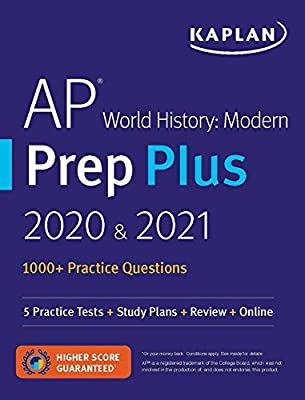 KAPLAN
AP® World History: Modern
Prep Plus
2020 & 2021
1000+ Practice Questions
5 Practice Tests + Study Plans + Review + Online
HIGHER SCORE
GUARANTEED*
*Or your money back. Conditions apply. See inside for details.
AP® is a registered trademark of the College Board, which was not
involved in the production of, and does not endorse, this product.